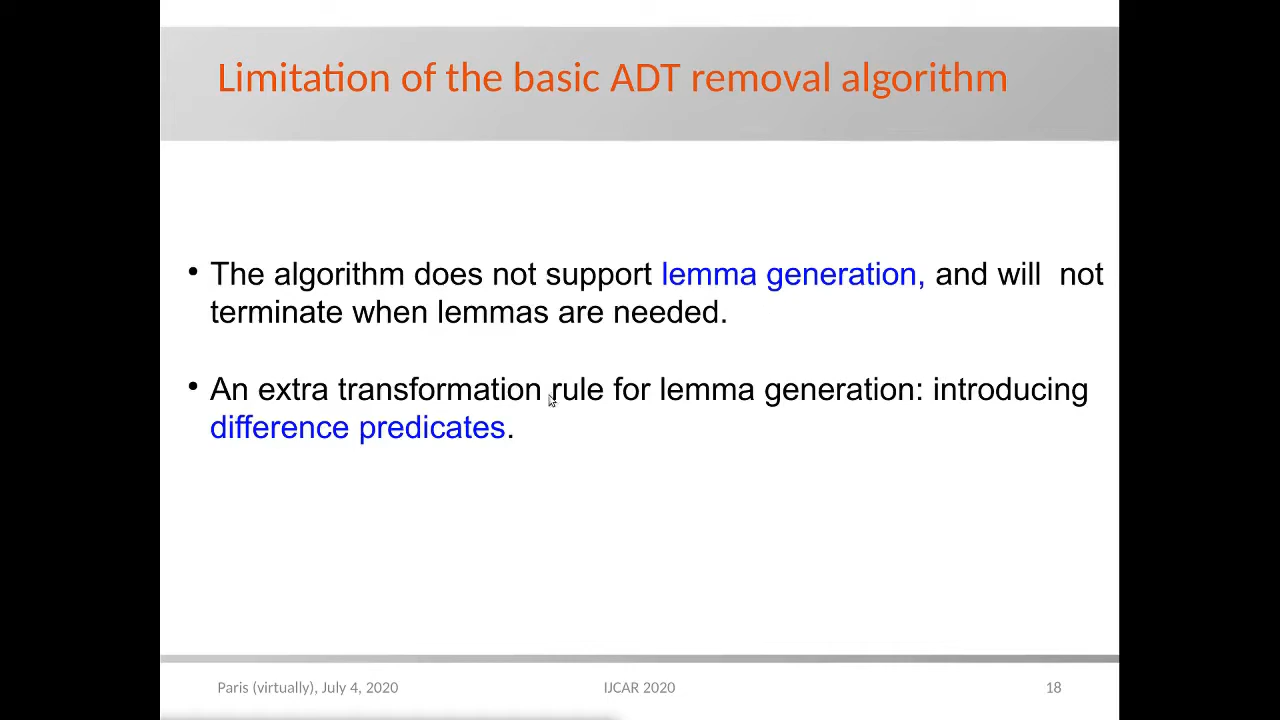 Limitation of the basic ADT removal algorithm
• The algorithm does not support lemma generation, and will  not
terminate when lemmas are needed.
• An extra transformation rule for lemma generation: introducing
difference predicates.
Paris (virtually), July 4, 2020 IJCAR 2020 18